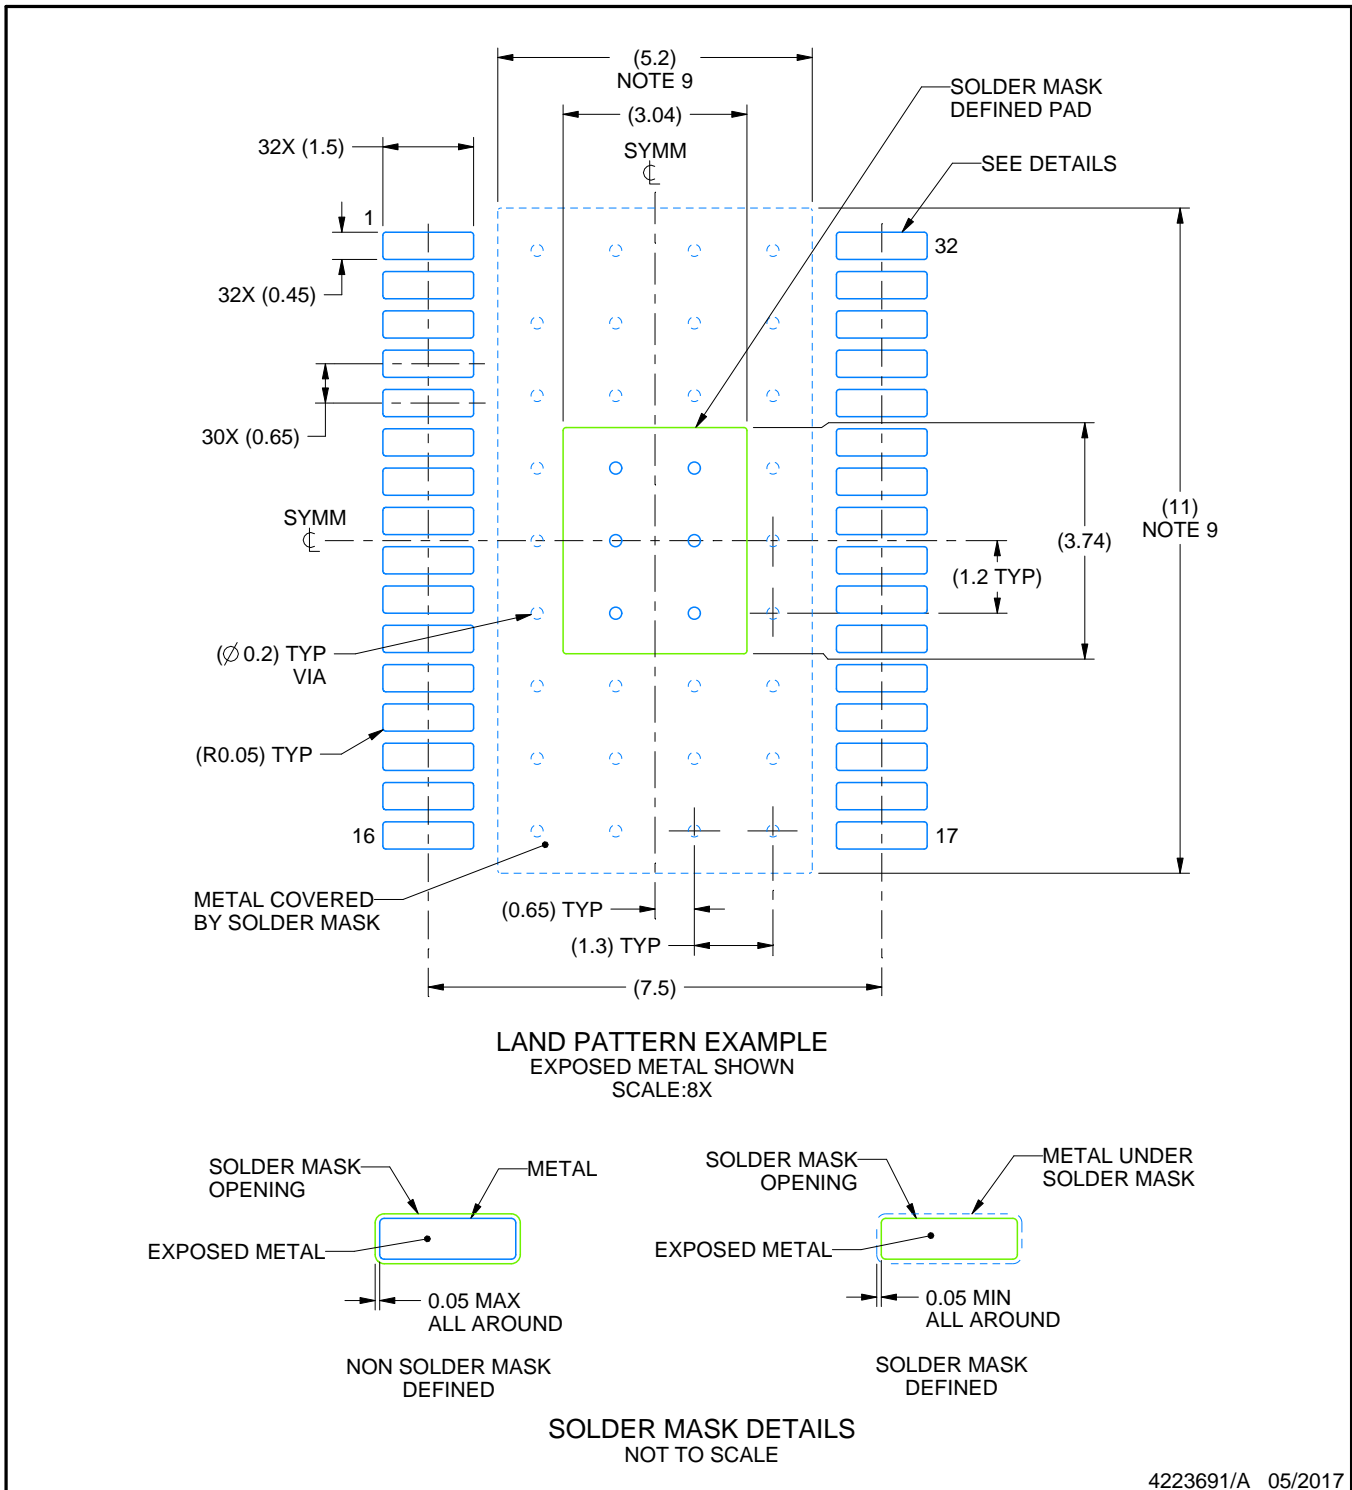 (5.2)
NOTE 9
(3.04)
SYMM
℄
SOLDER MASK
DEFINED PAD
SEE DETAILS
32X (1.5)
1
32
32X (0.45)
30X (0.65)
SYMM
℄
(11)
NOTE 9
(3.74)
(1.2 TYP)
(∅ 0.2) TYP
VIA
(R0.05) TYP
16
17
METAL COVERED
BY SOLDER MASK
(0.65) TYP
(1.3) TYP
(7.5)
LAND PATTERN EXAMPLE
EXPOSED METAL SHOWN
SCALE:8X
SOLDER MASK
OPENING
METAL
EXPOSED METAL
0.05 MAX
ALL AROUND
NON SOLDER MASK
DEFINED
SOLDER MASK
OPENING
METAL UNDER
SOLDER MASK
EXPOSED METAL
0.05 MIN
ALL AROUND
SOLDER MASK
DEFINED
SOLDER MASK DETAILS
NOT TO SCALE
4223691/A 05/2017